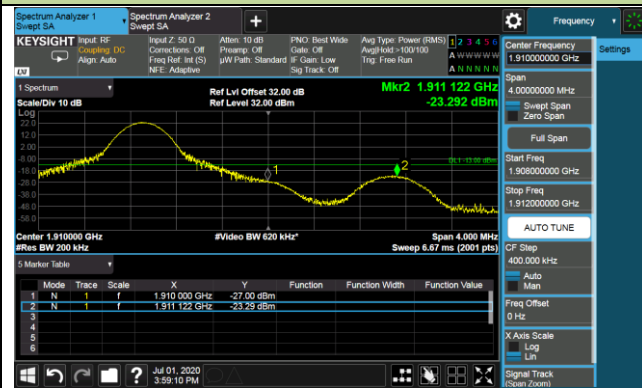 Spectrum Analyzer 1
Swept SA
Spectrum Analyzer 2
Swept SA
+
Frequency
KEYSIGHT
Input: RF
Coupling: DC
Align: Auto
Input Z: 50 Ω
Corrections: Off
Freq Ref: Int (S)
NFE: Adaptive
Atten: 10 dB
Preamp: Off
µW Path: Standard
PNO: Best Wide
Gate: Off
IF Gain: Low
Sig Track: Off
Avg Type: Power (RMS)
Avg|Hold:>100/100
Trig: Free Run
1 2 3 4 5 6
A W W W W W
A N N N N N
LXI
1 Spectrum
Scale/Div 10 dB
Ref Lvl Offset 32.00 dB
Ref Level 32.00 dBm
Mkr2 1.911 122 GHz
-23.292 dBm
Log
22.0
12.0
2.00
-8.00
-18.0
-28.0
-38.0
-48.0
-58.0
DL1 -13.00 dBm
1
2
Center 1.910000 GHz
#Res BW 200 kHz
#Video BW 620 kHz*
Span 4.000 MHz
Sweep 6.67 ms (2001 pts)
5 Marker Table
Mode Trace Scale X Y Function Function Width Function Value
1 N 1 f 1.910 000 GHz -27.00 dBm
2 N 1 f 1.911 122 GHz -23.29 dBm
3
4
5
6
Jul 01, 2020
3:59:10 PM
Center Frequency
1.910000000 GHz
Span
4.00000000 MHz
Swept Span
Zero Span
Full Span
Start Freq
1.908000000 GHz
Stop Freq
1.912000000 GHz
AUTO TUNE
CF Step
400.000 kHz
Auto
Man
Freq Offset
0 Hz
X Axis Scale
Log
Lin
Signal Track
(Span Zoom)
Settings